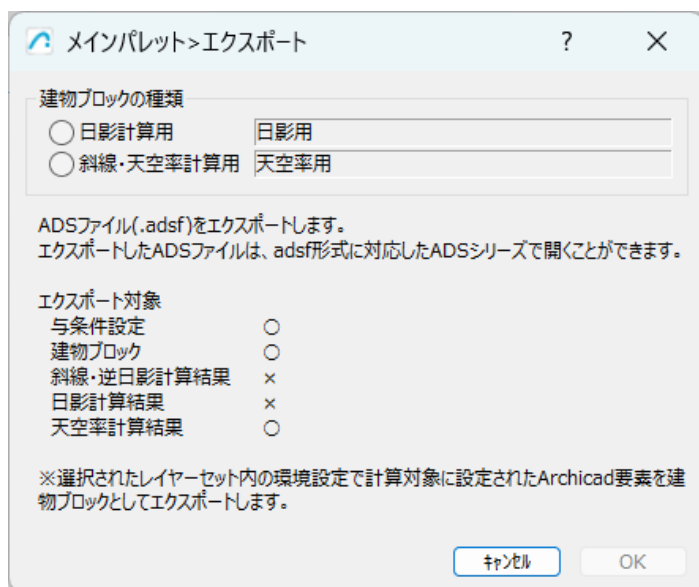 メインパレット>エクスポート ? ×
建物ブロックの種類
日影計算用 日影用
斜線・天空率計算用 天空率用
ADSファイル(.adsf)をエクスポートします。
エクスポートしたADSファイルは、adsf形式に対応したADSシリーズで開くことができます。
エクスポート対象
与条件設定 ○
建物ブロック ○
斜線・逆日影計算結果 ×
日影計算結果 ×
天空率計算結果 ○
※選択されたレイヤーセット内の環境設定で計算対象に設定されたArchicad要素を建
物ブロックとしてエクスポートします。
キャンセル OK